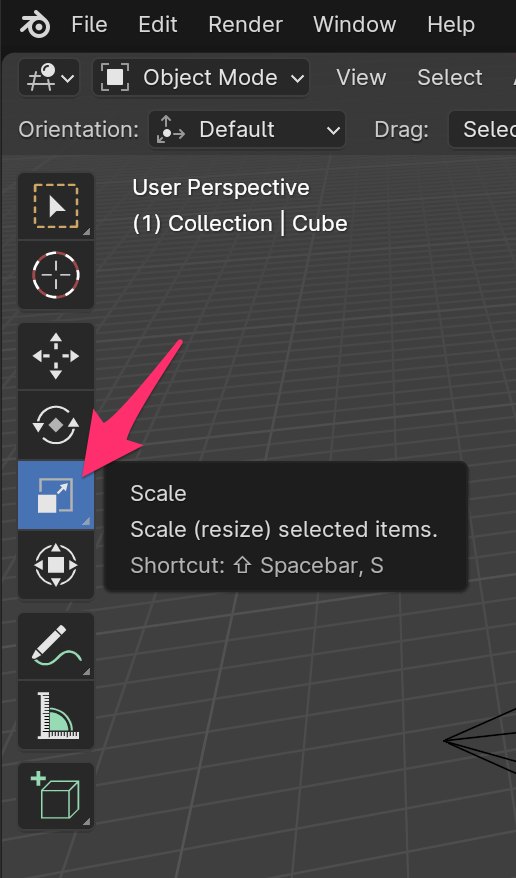 File Edit Render Window Help
Object Mode View Select
Orientation: Default Drag: Selec
User Perspective
(1) Collection | Cube
Scale
Scale (resize) selected items.
Shortcut: ⇧ Spacebar, S